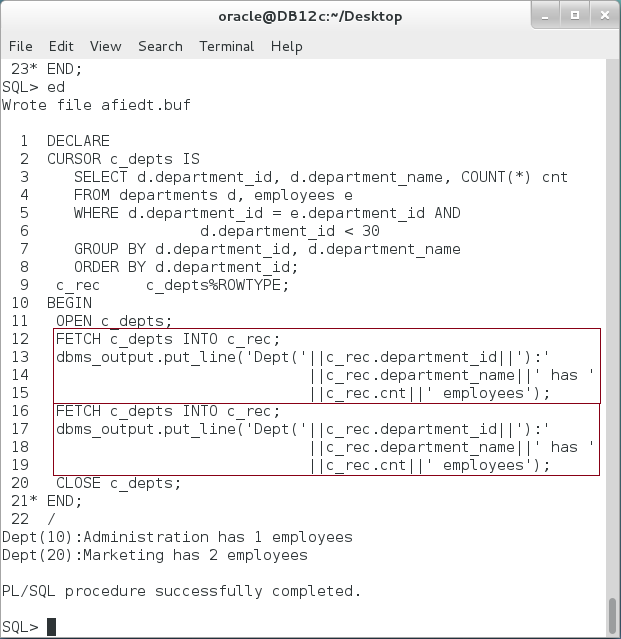 oracle@DB12c:~/Desktop
File Edit View Search Terminal Help
 23* END;
SQL> ed
Wrote file afiedt.buf

  1  DECLARE
  2  CURSOR c_depts IS
  3     SELECT d.department_id, d.department_name, COUNT(*) cnt
  4     FROM departments d, employees e
  5     WHERE d.department_id = e.department_id AND
  6                   d.department_id < 30
  7     GROUP BY d.department_id, d.department_name
  8     ORDER BY d.department_id;
  9   c_rec     c_depts%ROWTYPE;
 10  BEGIN
 11   OPEN c_depts;
 12   FETCH c_depts INTO c_rec;
 13   dbms_output.put_line('Dept('||c_rec.department_id||'):'
 14                               ||c_rec.department_name||' has '
 15                               ||c_rec.cnt||' employees');
 16   FETCH c_depts INTO c_rec;
 17   dbms_output.put_line('Dept('||c_rec.department_id||'):'
 18                               ||c_rec.department_name||' has '
 19                               ||c_rec.cnt||' employees');
 20   CLOSE c_depts;
 21* END;
 22  /
Dept(10):Administration has 1 employees
Dept(20):Marketing has 2 employees

PL/SQL procedure successfully completed.

SQL>